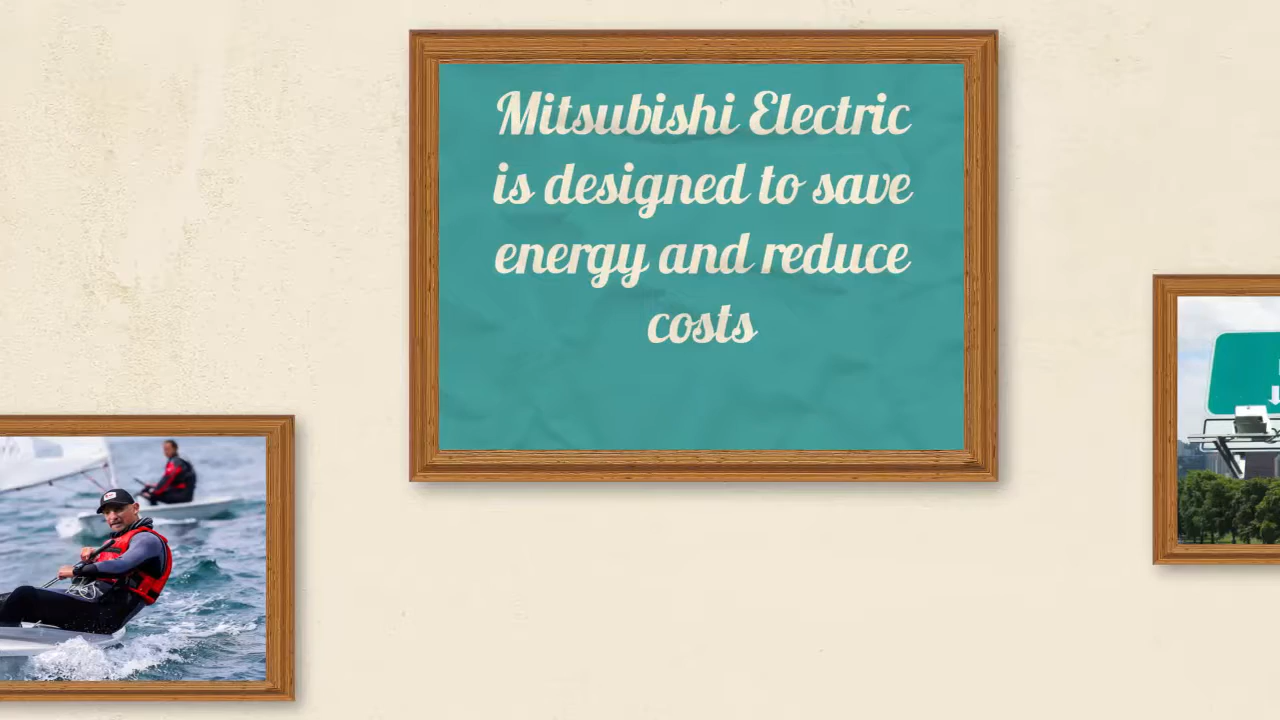 Mitsubishi Electric
is designed to save
energy and reduce
costs